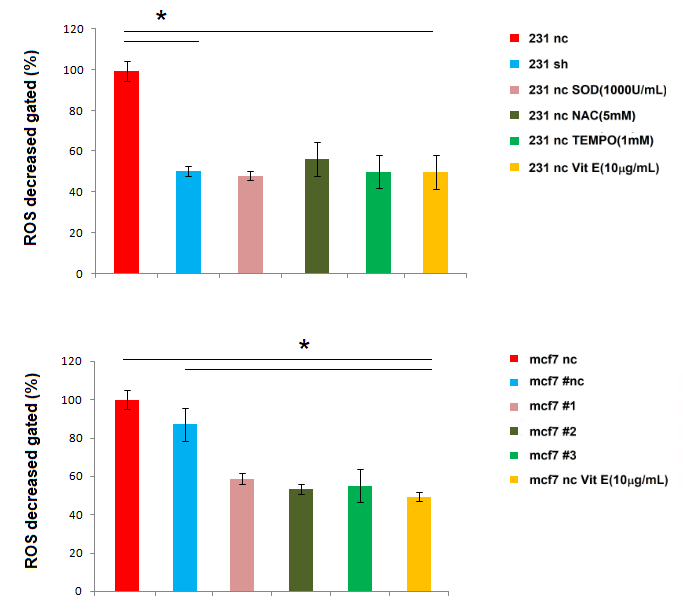 *
120
100
80
60
40
20
0
ROS decreased gated (%)
231 nc
231 sh
231 nc SOD(1000U/mL)
231 nc NAC(5mM)
231 nc TEMPO(1mM)
231 nc Vit E(10μg/mL)
*
120
100
80
60
40
20
0
ROS decreased gated (%)
mcf7 nc
mcf7 #nc
mcf7 #1
mcf7 #2
mcf7 #3
mcf7 nc Vit E(10μg/mL)